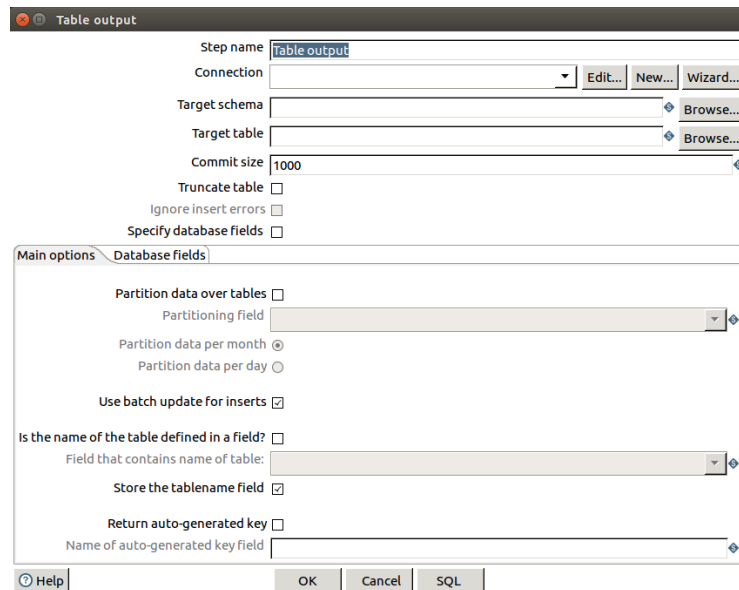 Table output
Step name Table output
Connection Edit... New... Wizard...
Target schema Browse...
Target table Browse...
Commit size 1000
Truncate table
Ignore insert errors
Specify database fields
Main options Database fields
Partition data over tables
Partitioning field
Partition data per month
Partition data per day
Use batch update for inserts
Is the name of the table defined in a field?
Field that contains name of table:
Store the tablename field
Return auto-generated key
Name of auto-generated key field
Help OK Cancel SQL